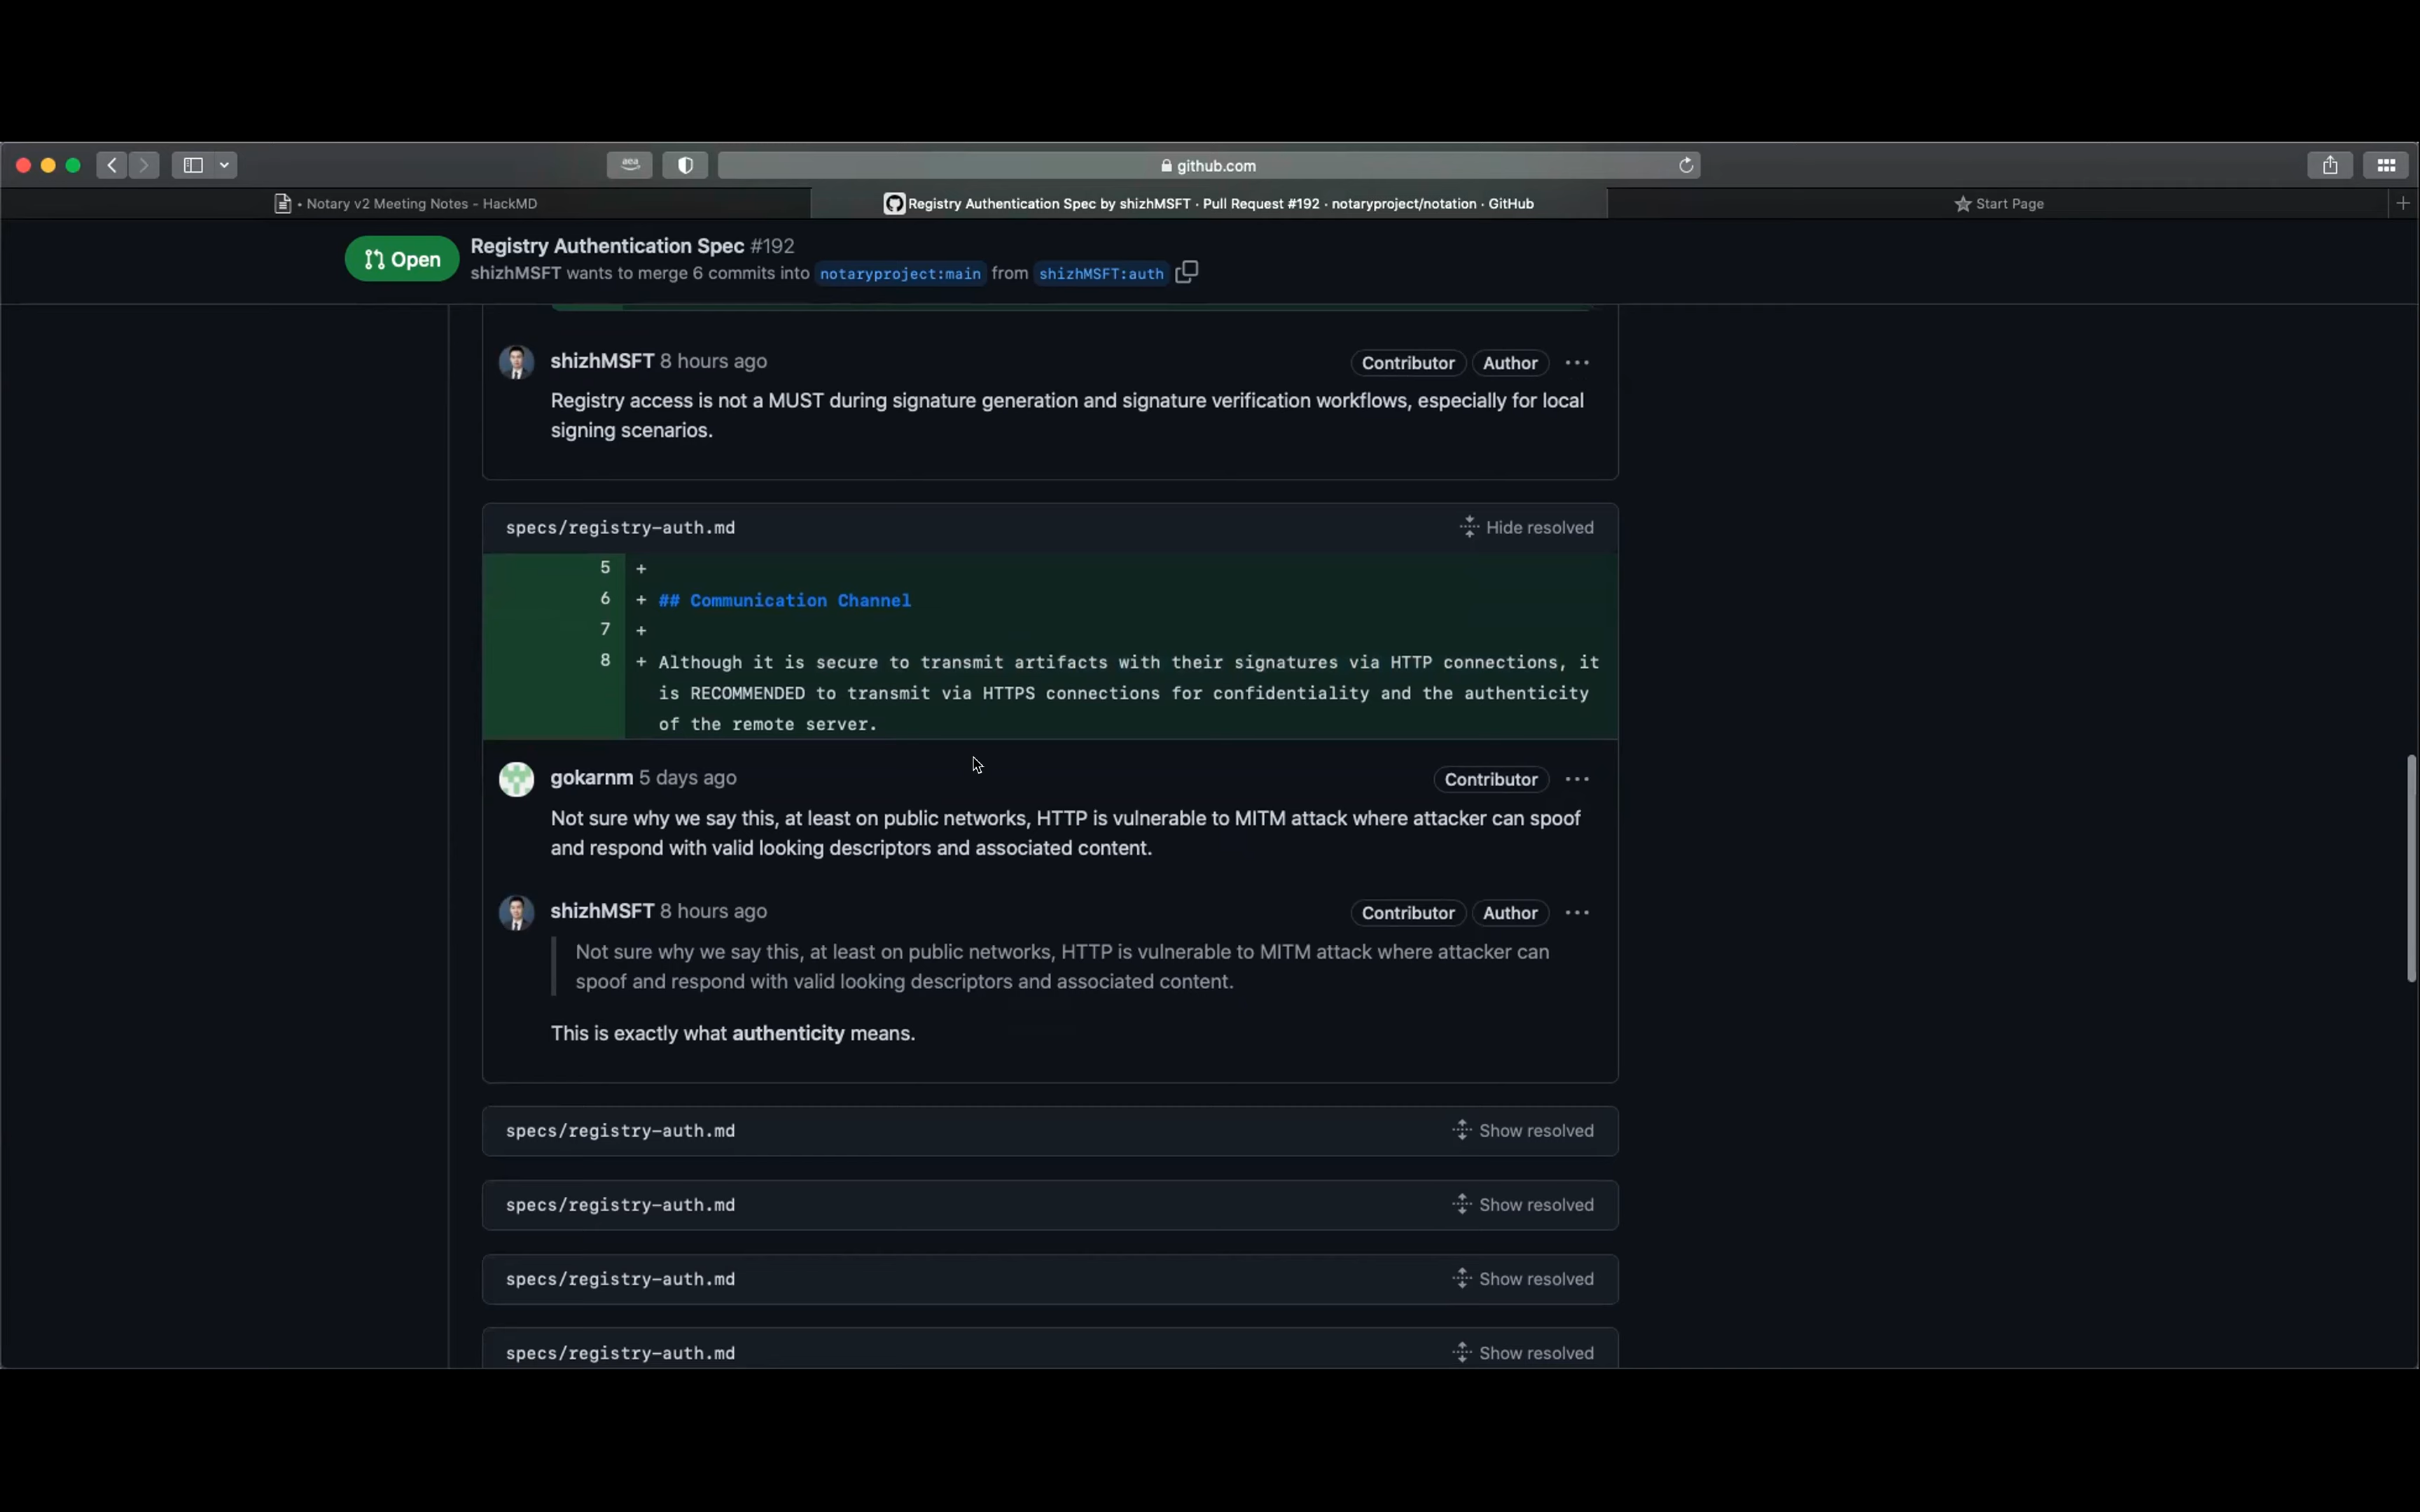 aea
github.com
• Notary v2 Meeting Notes - HackMD
Registry Authentication Spec by shizhMSFT · Pull Request #192 · notaryproject/notation · GitHub
Start Page
Open
Registry Authentication Spec #192
shizhMSFT wants to merge 6 commits into notaryproject:main from shizhMSFT:auth
shizhMSFT 8 hours ago
Contributor
Author
Registry access is not a MUST during signature generation and signature verification workflows, especially for local
signing scenarios.
specs/registry-auth.md
Hide resolved
5 +
6 + ## Communication Channel
7 +
8 + Although it is secure to transmit artifacts with their signatures via HTTP connections, it
is RECOMMENDED to transmit via HTTPS connections for confidentiality and the authenticity
of the remote server.
gokarnm 5 days ago
Contributor
Not sure why we say this, at least on public networks, HTTP is vulnerable to MITM attack where attacker can spoof
and respond with valid looking descriptors and associated content.
shizhMSFT 8 hours ago
Contributor
Author
Not sure why we say this, at least on public networks, HTTP is vulnerable to MITM attack where attacker can
spoof and respond with valid looking descriptors and associated content.
This is exactly what authenticity means.
specs/registry-auth.md
Show resolved
specs/registry-auth.md
Show resolved
specs/registry-auth.md
Show resolved
specs/registry-auth.md
Show resolved